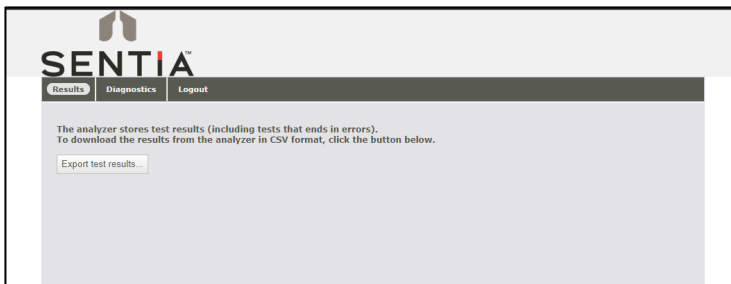 SENTiA™
Results Diagnostics Logout
The analyzer stores test results (including tests that ends in errors).
To download the results from the analyzer in CSV format, click the button below.
Export test results...